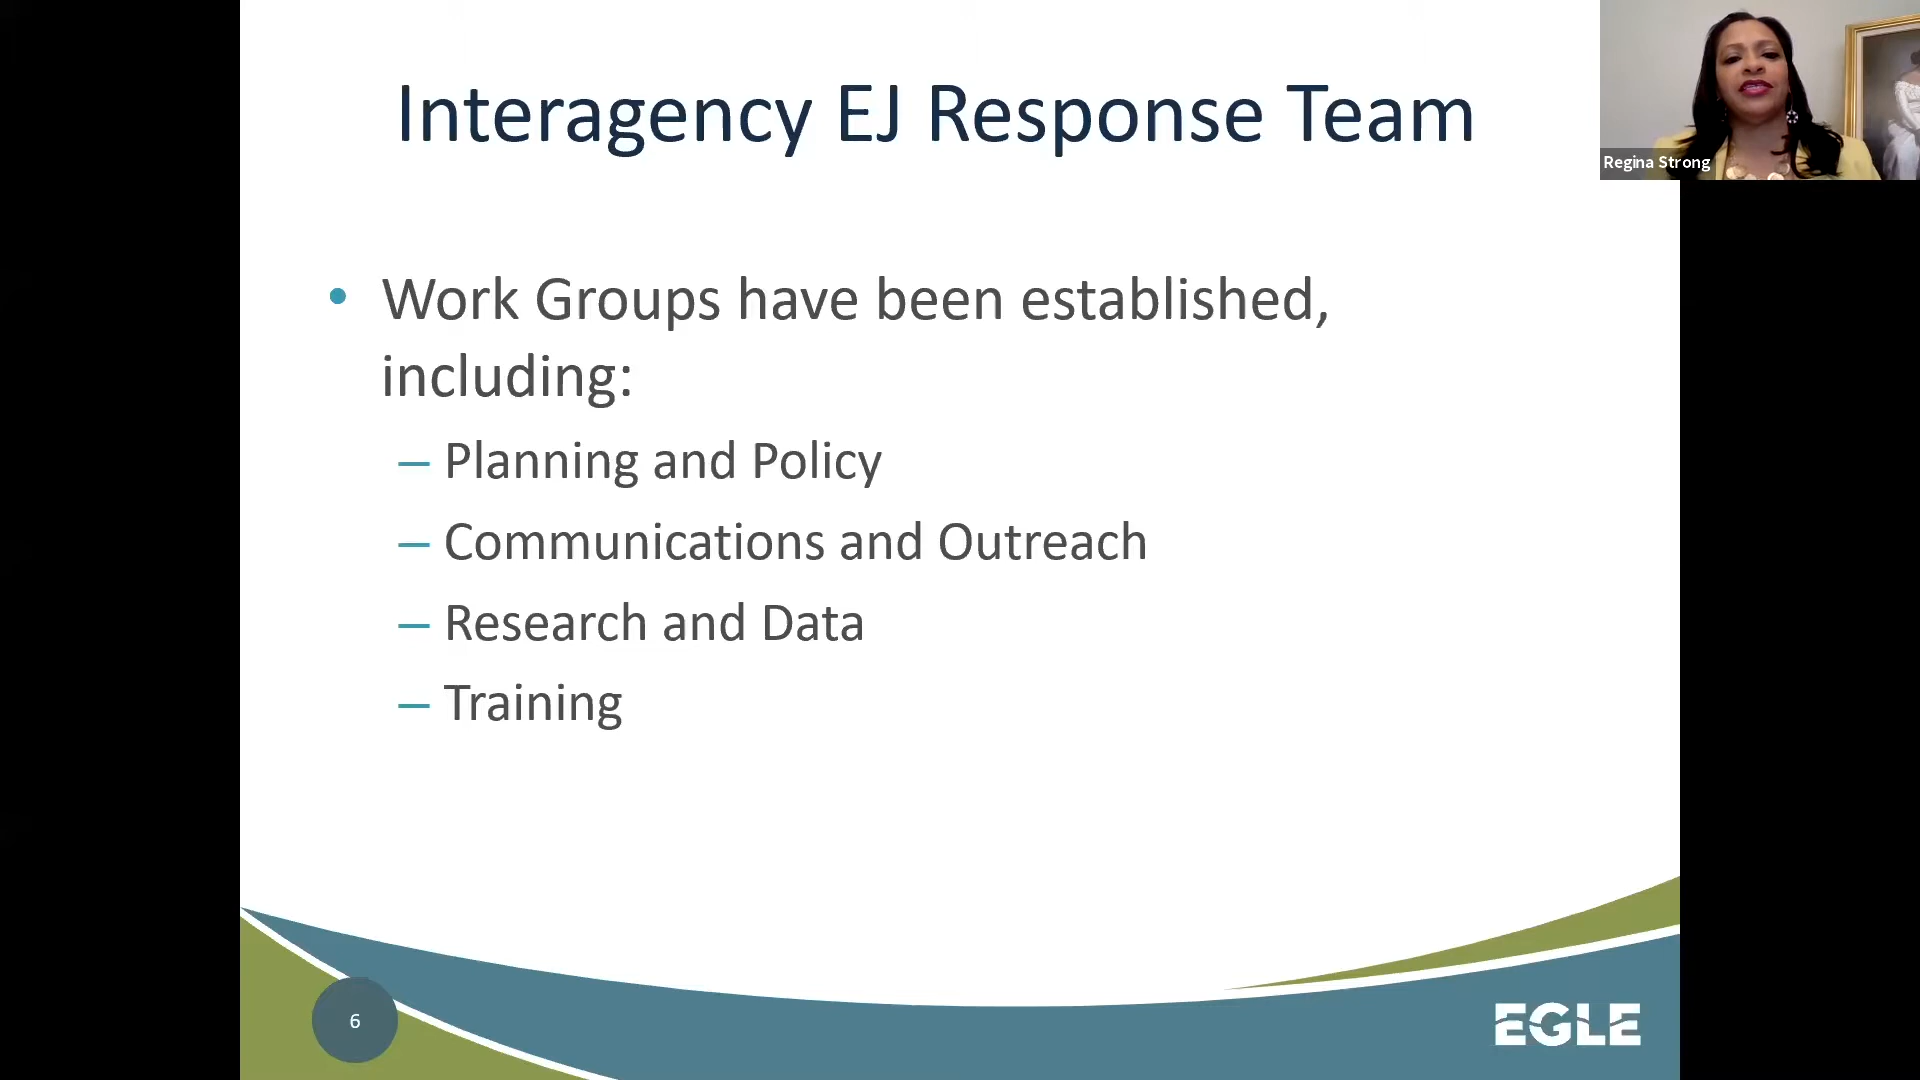 Interagency EJ Response Team
Regina Strong
• Work Groups have been established,
including:
– Planning and Policy
– Communications and Outreach
– Research and Data
– Training
6
EGLE